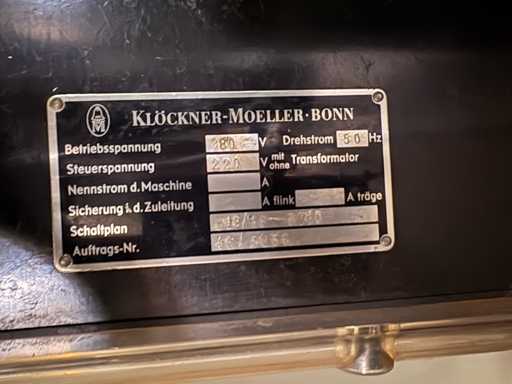 KLÖCKNER-MOELLER·BONN
Betriebsspannung 380 V Drehstrom 50 Hz
Steuerspannung 220 V mit ohne Transformator
Nennstrom d. Maschine A
Sicherung i. d. Zuleitung A flink A träge
Schaltplan
Auftrags-Nr.